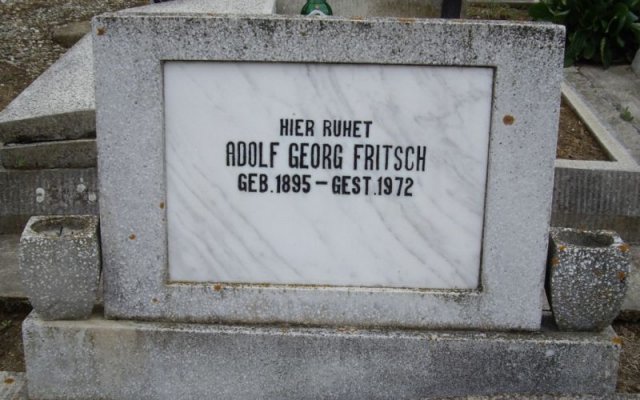 HIER RUHET
ADOLF GEORG FRITSCH
GEB. 1895 – GEST. 1972